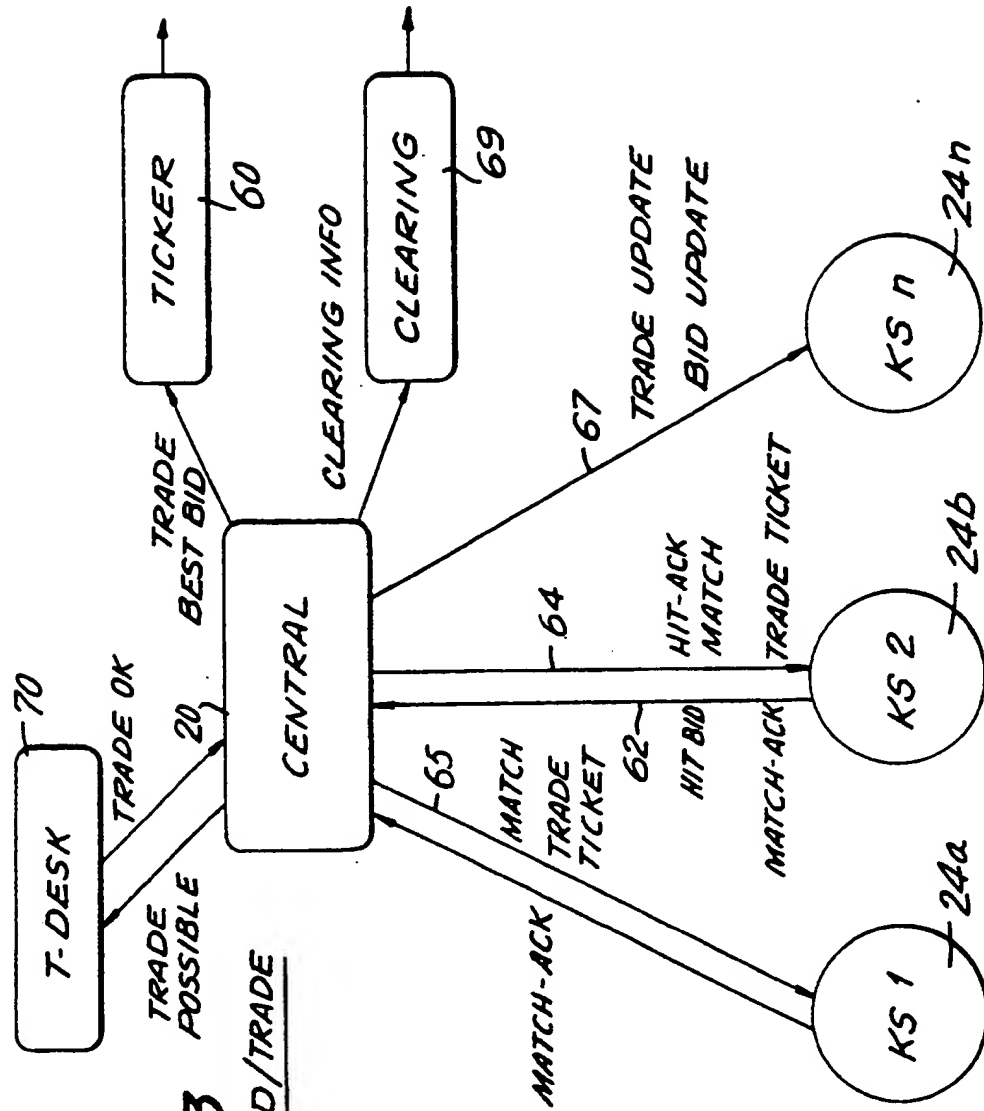 T-DESK
70
TRADE OK
TRADE
POSSIBLE
3
D/TRADE
20
CENTRAL
TRADE
BEST BID
TICKER
60
CLEARING INFO
CLEARING
69
65
MATCH
TRADE
TICKET
MATCH-ACK
KS 1
24a
62
HIT BID
MATCH-ACK
64
HIT-ACK
MATCH
TRADE TICKET
KS 2
24b
67
TRADE UPDATE
BID UPDATE
KS n
24n